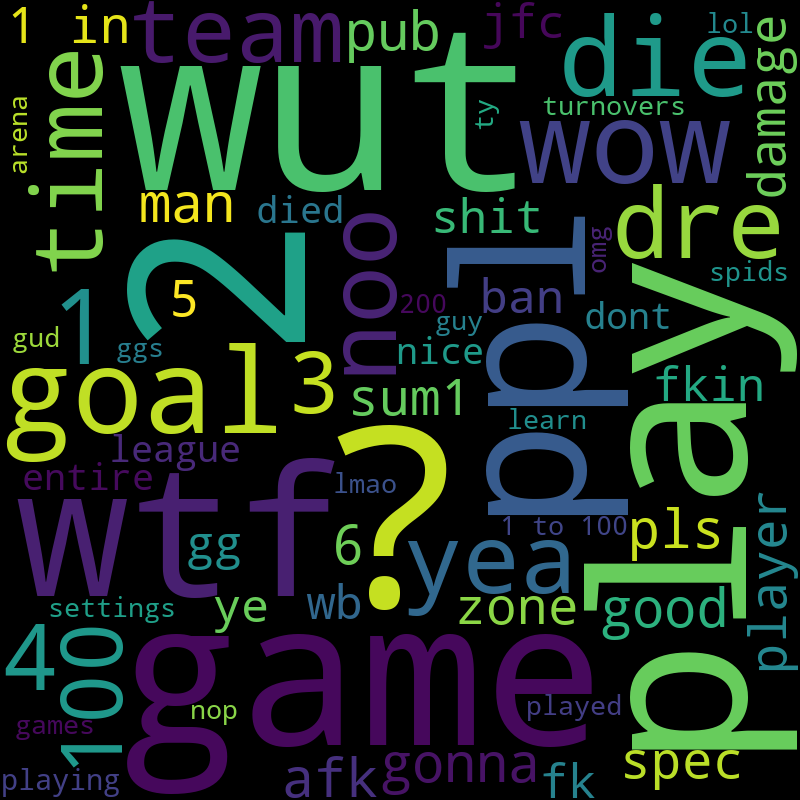 1
in
team
pub
jfc
die
lol
damage
time
wut
ty
turnovers
wow
arena
man
died
noo
shit
omg
dre
spids
2
5
1
200
ppl
ban
dont
guy
gud
ggs
nice
goal
3
sum1
fkin
play
learn
league
entire
lmao
?
wtf
1 to 100
pls
gg
6
yea
player
settings
ye
wb
zone
good
4
100
game
nop
played
games
playing
afk
gonna
fk
spec